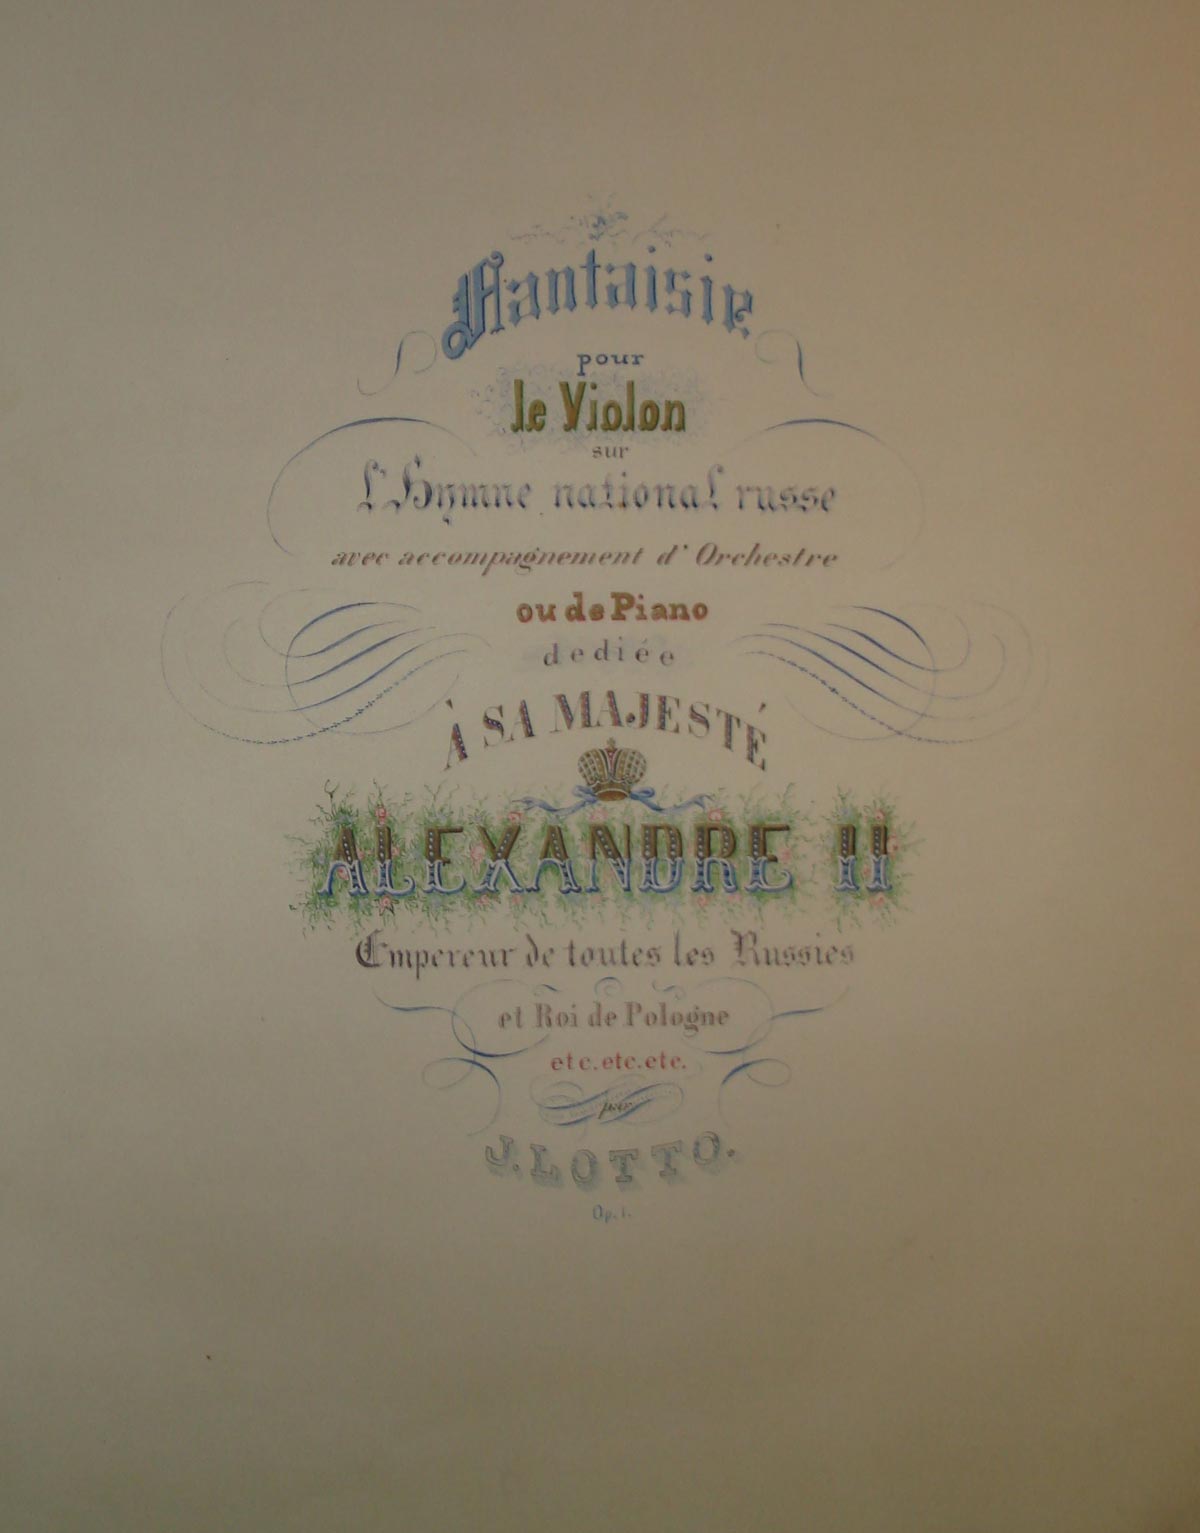 Fantaisie
pour
le Violon
sur
L'Hymne national russe
avec accompagnement d'Orchestre
ou de Piano
dediée
À SA MAJESTÉ
ALEXANDRE II
Empereur de toutes les Russies
et Roi de Pologne
etc. etc. etc.
par
J. LOTTO.
Op. 1.